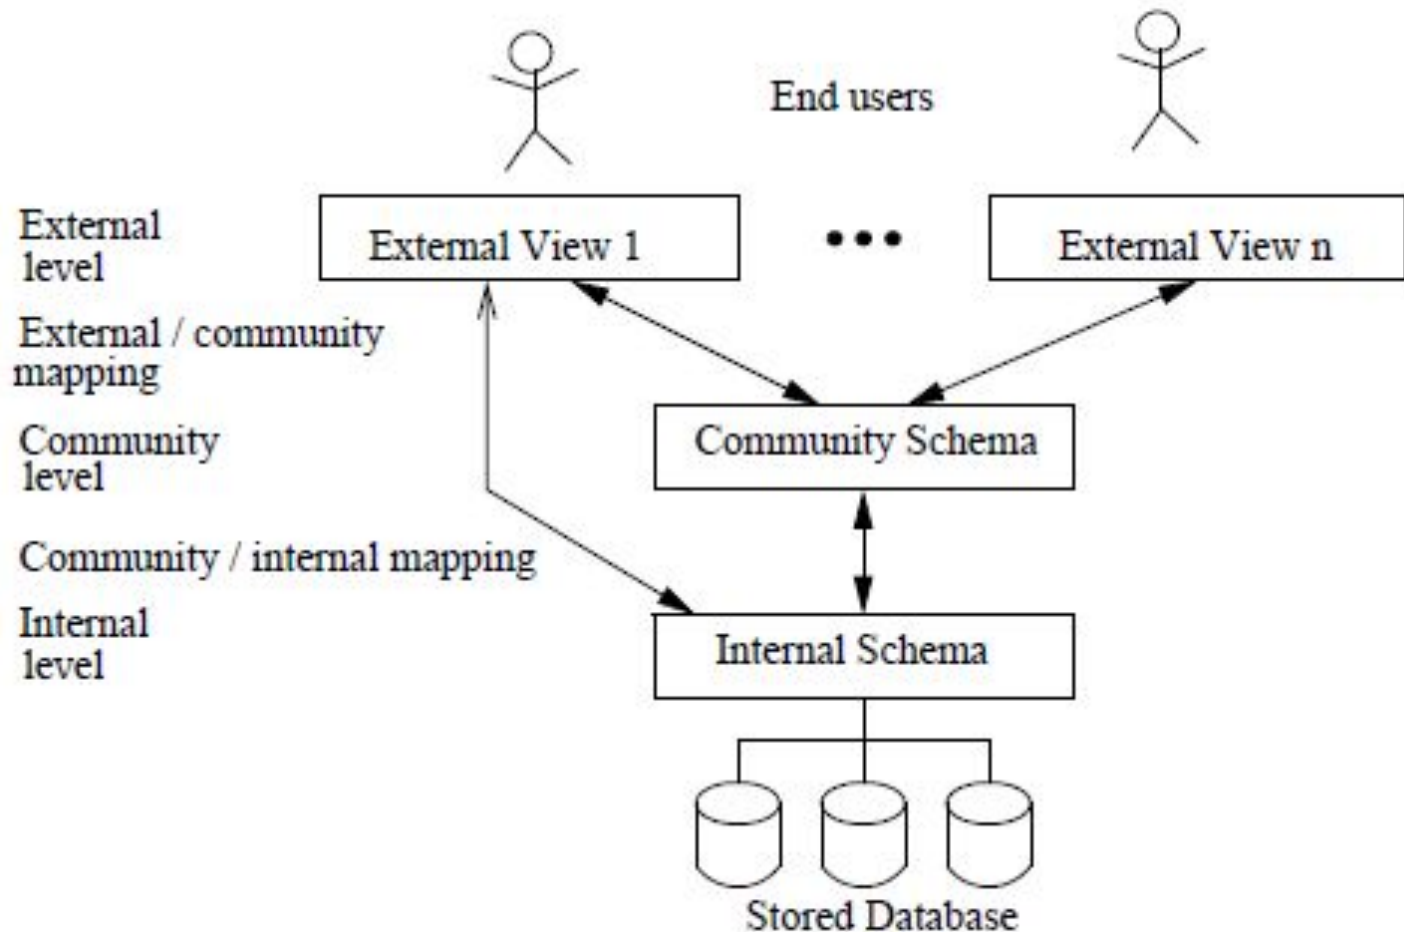 End users
External
level
External View 1
External View n
External / community
mapping
Community
level
Community Schema
Community / internal mapping
Internal
level
Internal Schema
Stored Database